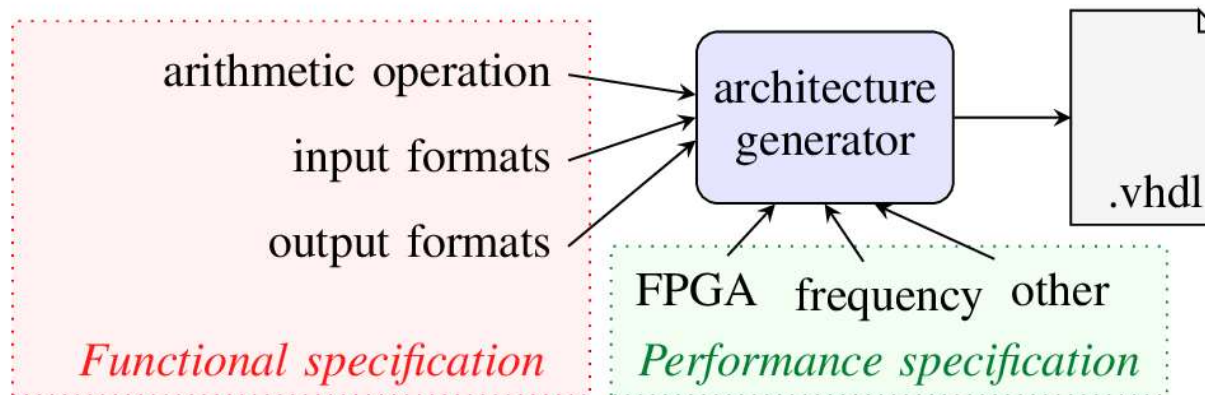 arithmetic operation
input formats
output formats
Functional specification
architecture
generator
.vhdl
FPGA
frequency
other
Performance specification